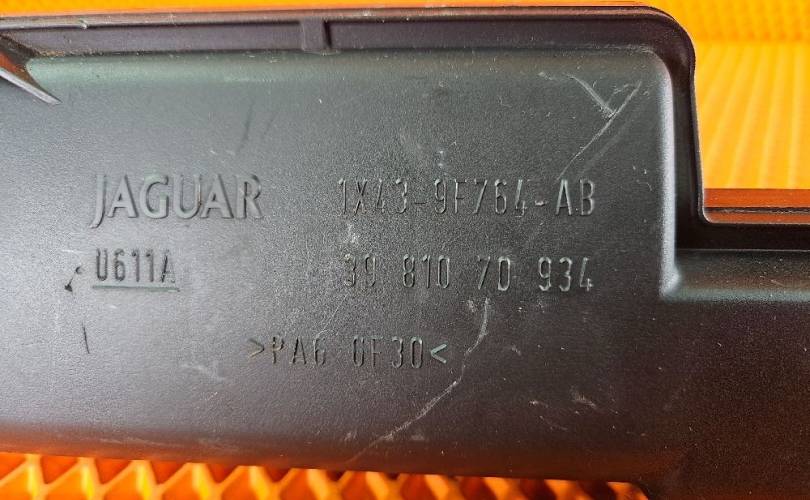 JAGUAR 1X43-9F764-AB
U611A 39 810 70 934
>PA6 GF30<